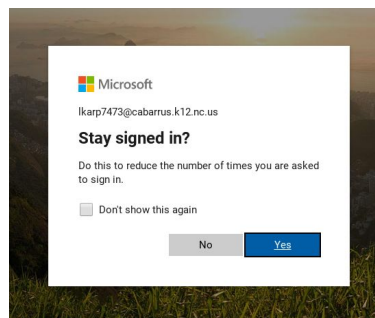 Microsoft
lkarp7473@cabarrus.k12.nc.us
Stay signed in?
Do this to reduce the number of times you are asked
to sign in.
Don't show this again
No
Yes